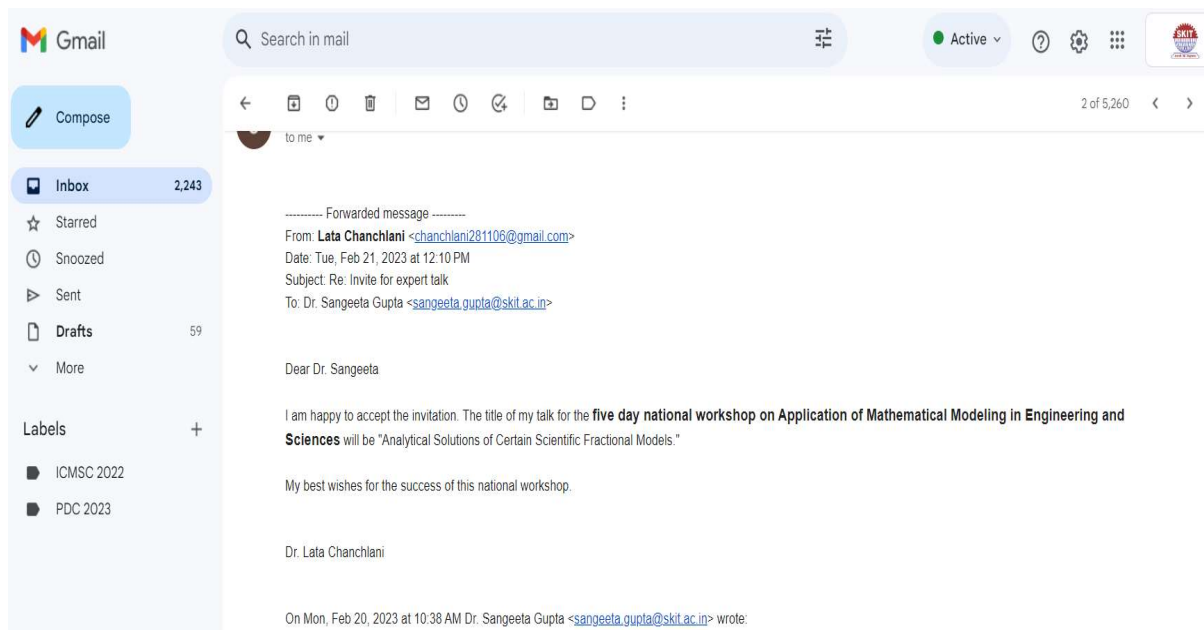 Gmail
Search in mail
Active
SKIT
Compose
2 of 5,260
to me
Inbox 2,243
Starred
Snoozed
Sent
Drafts 59
More
Labels
ICMSC 2022
PDC 2023
---------- Forwarded message ---------
From: Lata Chanchlani <chanchlani281106@gmail.com>
Date: Tue, Feb 21, 2023 at 12:10 PM
Subject: Re: Invite for expert talk
To: Dr. Sangeeta Gupta <sangeeta.gupta@skit.ac.in>
Dear Dr. Sangeeta
I am happy to accept the invitation. The title of my talk for the five day national workshop on Application of Mathematical Modeling in Engineering and
Sciences will be "Analytical Solutions of Certain Scientific Fractional Models."
My best wishes for the success of this national workshop.
Dr. Lata Chanchlani
On Mon, Feb 20, 2023 at 10:38 AM Dr. Sangeeta Gupta <sangeeta.gupta@skit.ac.in> wrote: